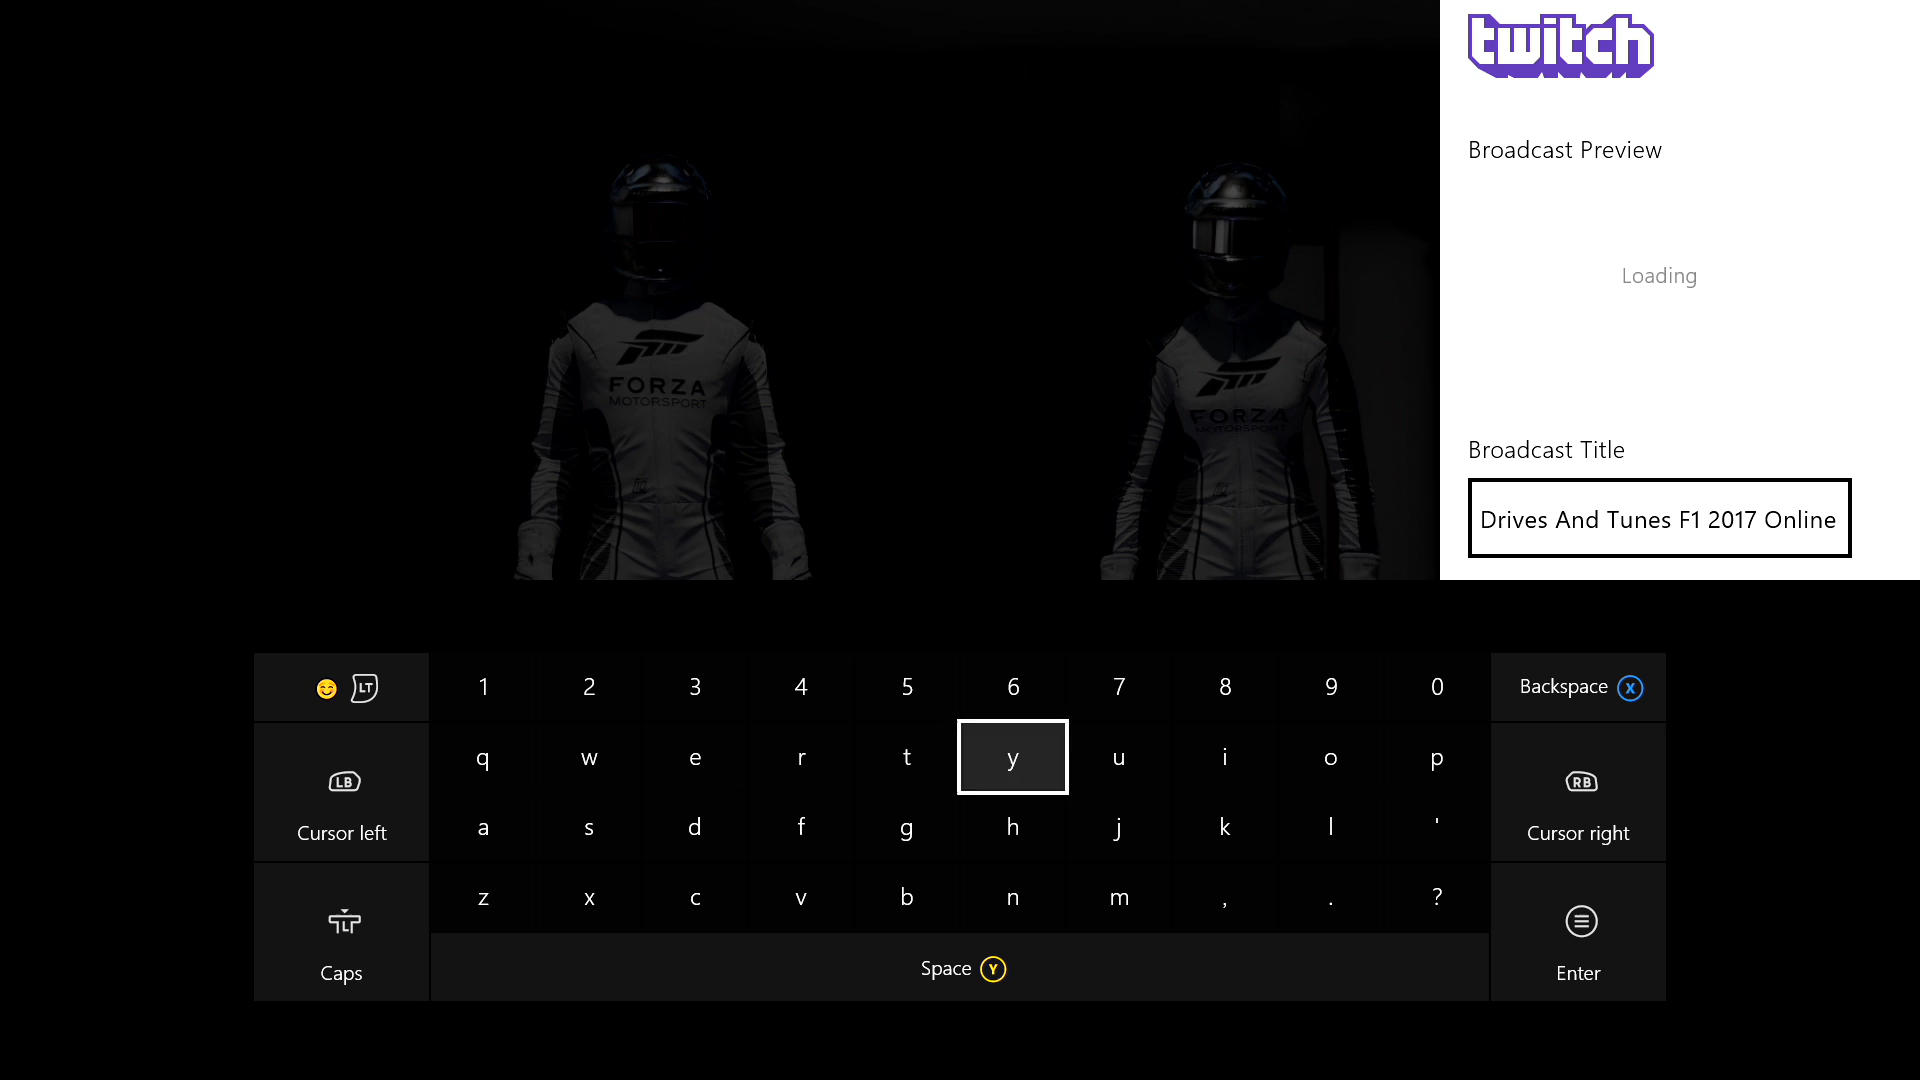 twitch
Broadcast Preview
Loading
FORZA
MOTORSPORT
FORZA
MOTORSPORT
Broadcast Title
Drives And Tunes F1 2017 Online
LT 1 2 3 4 5 6 7 8 9 0 Backspace X
q w e r t y u i o p
LB RB
Cursor left a s d f g h j k l ' Cursor right
z x c v b n m , . ?
Caps Space Y Enter